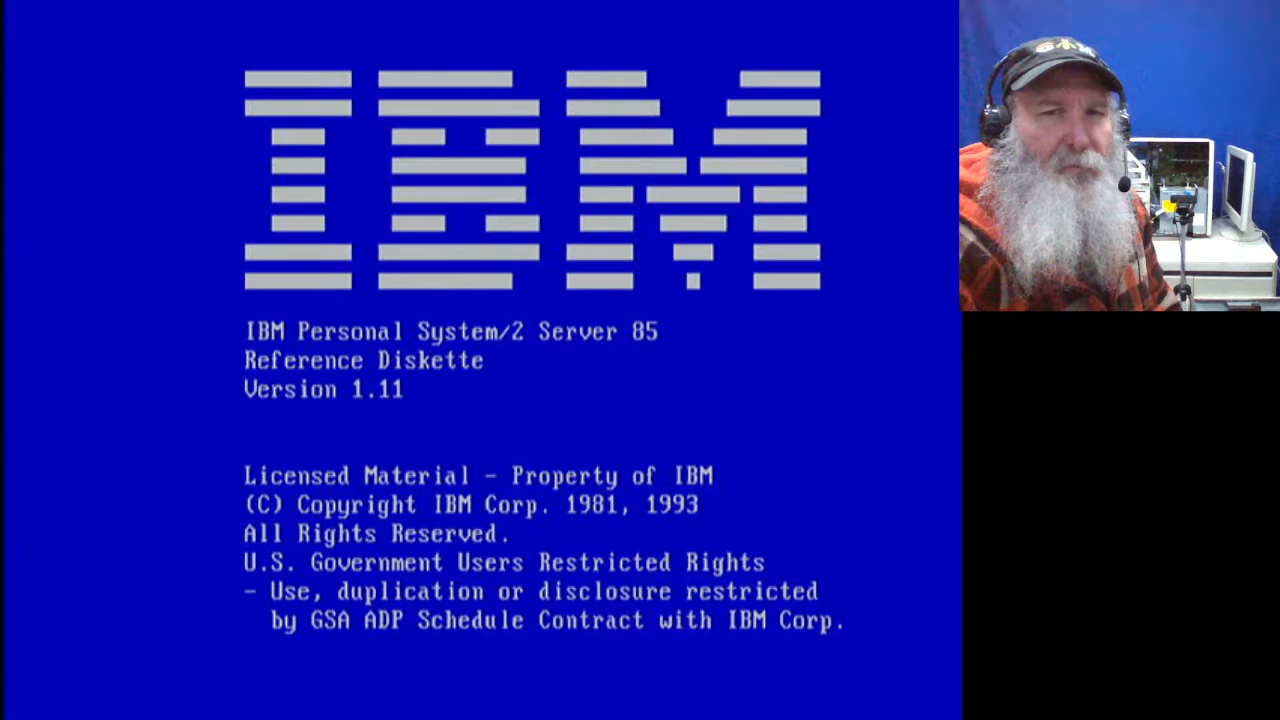 IBM
IBM Personal System/2 Server 85
Reference Diskette
Version 1.11
Licensed Material - Property of IBM
(C) Copyright IBM Corp. 1981, 1993
All Rights Reserved.
U.S. Government Users Restricted Rights
- Use, duplication or disclosure restricted
by GSA ADP Schedule Contract with IBM Corp.